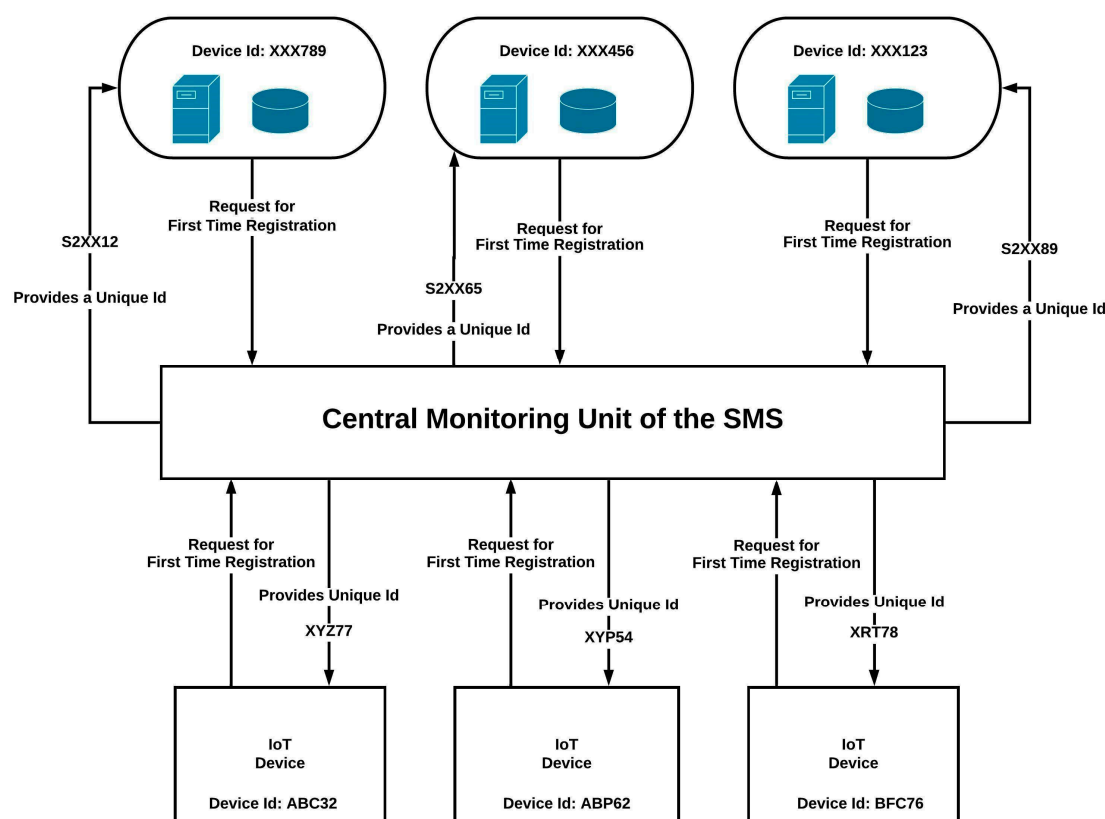 Device Id: XXX789
Device Id: XXX456
Device Id: XXX123
Request for
First Time Registration
Request for
First Time Registration
Request for
First Time Registration
S2XX12
Provides a Unique Id
S2XX65
Provides a Unique Id
S2XX89
Provides a Unique Id
Central Monitoring Unit of the SMS
Request for
First Time Registration
Provides Unique Id
XYZ77
Request for
First Time Registration
Provides Unique Id
XYP54
Request for
First Time Registration
Provides Unique Id
XRT78
IoT
Device
Device Id: ABC32
IoT
Device
Device Id: ABP62
IoT
Device
Device Id: BFC76